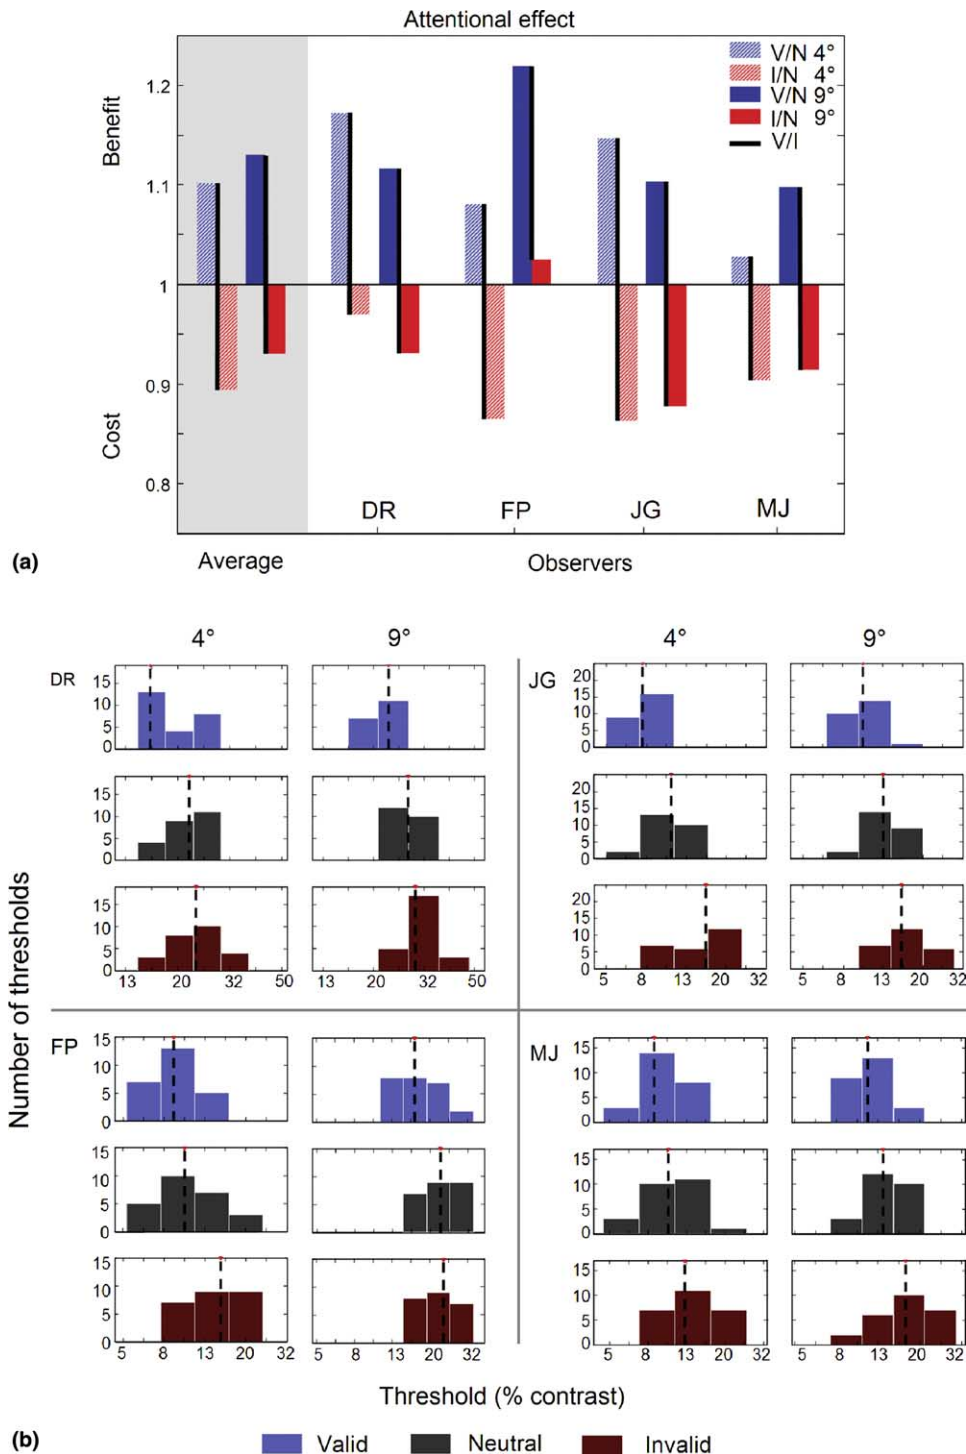 Attentional effect
V/N 4°
I/N 4°
V/N 9°
I/N 9°
V/I
Benefit
Cost
1.2
1.1
1
0.9
0.8
DR FP JG MJ
(a) Average Observers
4° 9° 4° 9°
DR
15
10
5
0
15
10
5
0
15
10
5
0
13 20 32 50
13 20 32 50
JG
20
15
10
5
0
20
15
10
5
0
20
15
10
5
0
5 8 13 20 32
5 8 13 20 32
Number of thresholds
FP
15
10
5
0
15
10
5
0
15
10
5
0
5 8 13 20 32
5 8 13 20 32
MJ
15
10
5
0
15
10
5
0
15
10
5
0
5 8 13 20 32
5 8 13 20 32
Threshold (% contrast)
(b) Valid Neutral Invalid